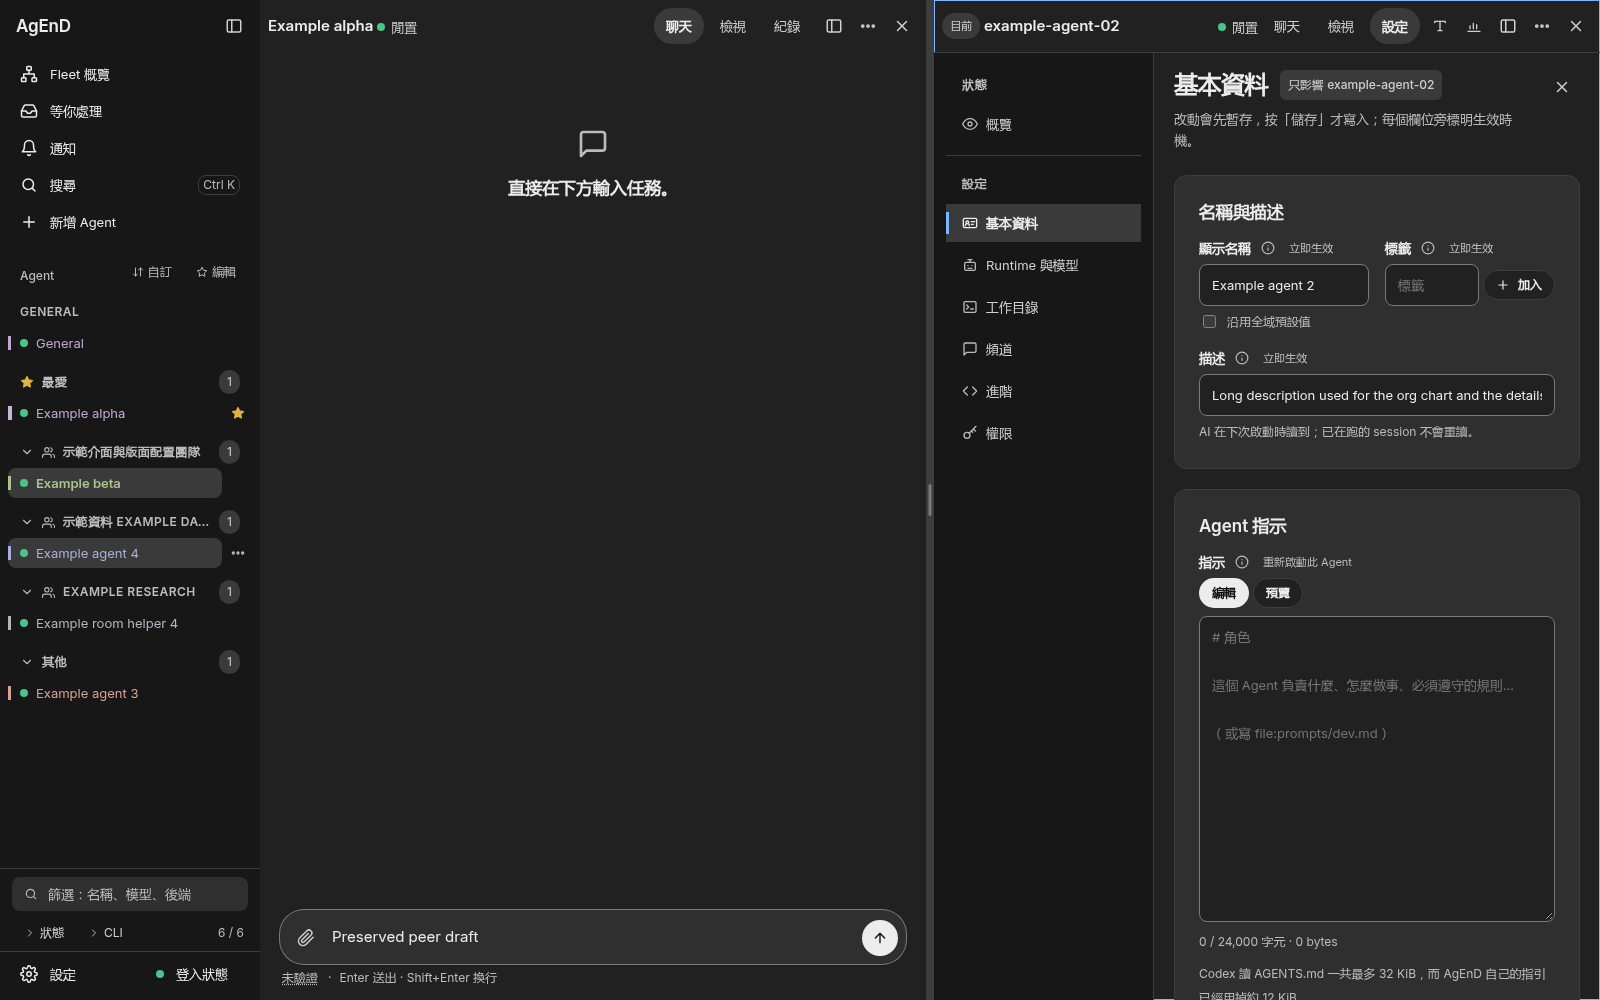 AgEnD
Fleet 概覽
等你處理
通知
搜尋 Ctrl K
新增 Agent
Agent 自訂 編輯
GENERAL
General
最愛 1
Example alpha
示範介面與版面配置團隊 1
Example beta
示範資料 EXAMPLE DA... 1
Example agent 4
EXAMPLE RESEARCH 1
Example room helper 4
其他 1
Example agent 3
篩選：名稱、模型、後端
狀態 CLI 6 / 6
設定 登入狀態
Example alpha 閒置 聊天 檢視 紀錄
直接在下方輸入任務。
Preserved peer draft
未驗證 · Enter 送出 · Shift+Enter 換行
目前 example-agent-02 閒置 聊天 檢視 設定
狀態
概覽
設定
基本資料
Runtime 與模型
工作目錄
頻道
進階
權限
基本資料 只影響 example-agent-02
改動會先暫存，按「儲存」才寫入；每個欄位旁標明生效時
機。
名稱與描述
顯示名稱 立即生效 標籤 立即生效
Example agent 2 標籤 加入
沿用全域預設值
描述 立即生效
Long description used for the org chart and the details
AI 在下次啟動時讀到；已在跑的 session 不會重讀。
Agent 指示
指示 重新啟動此 Agent
編輯 預覽
# 角色
這個 Agent 負責什麼、怎麼做事、必須遵守的規則...
（ 或寫 file:prompts/dev.md ）
0 / 24,000 字元 · 0 bytes
Codex 讀 AGENTS.md 一共最多 32 KiB，而 AgEnD 自己的指引
已經用掉約 12 KiB